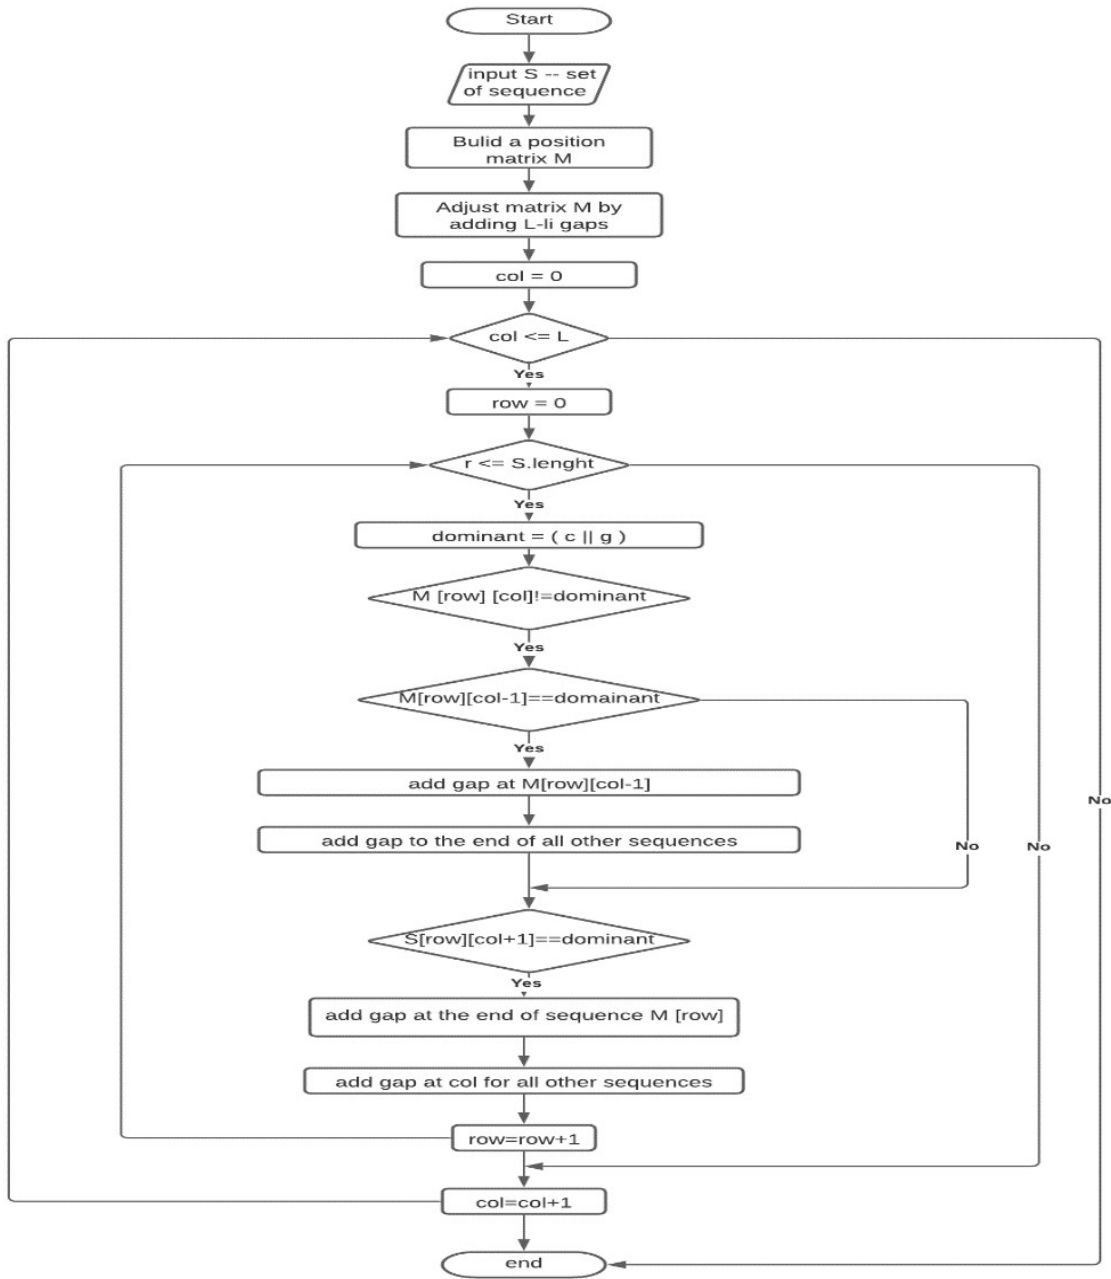 Start
input S -- set
of sequence
Bulid a position
matrix M
Adjust matrix M by
adding L-li gaps
col = 0
col <= L
Yes
row = 0
r <= S.lenght
Yes
dominant = ( c || g )
M [row] [col]!=dominant
Yes
M[row][col-1]==domainant
Yes
add gap at M[row][col-1]
No
add gap to the end of all other sequences
No
No
S[row][col+1]==dominant
Yes
add gap at the end of sequence M [row]
add gap at col for all other sequences
row=row+1
col=col+1
end